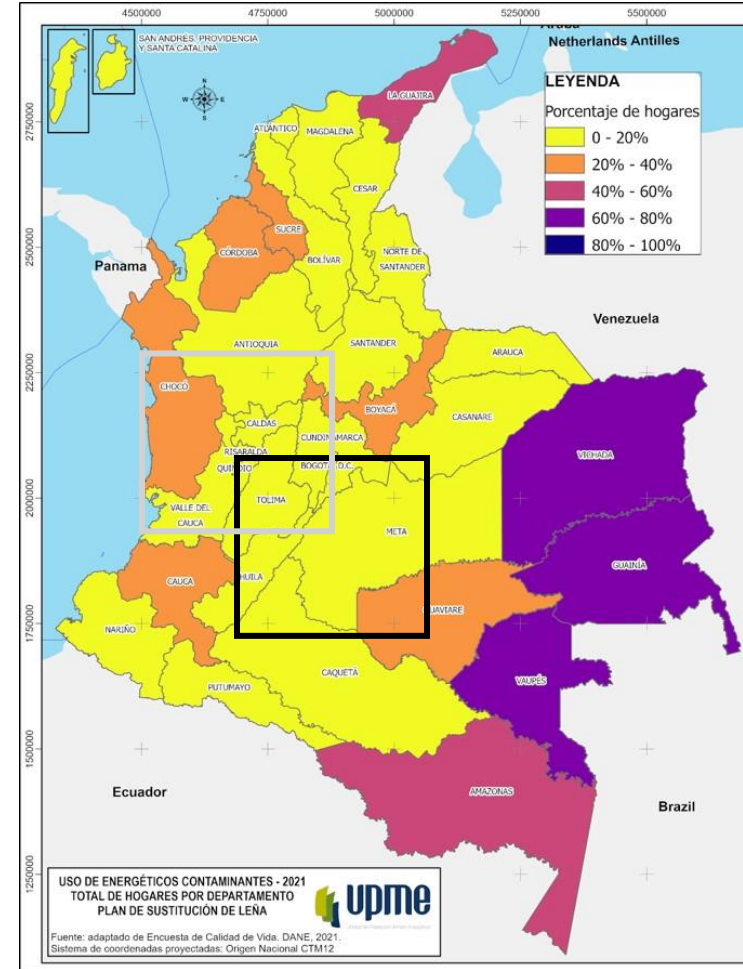 4500000
4750000
5000000
5250000
5500000
SAN ANDRÉS, PROVIDENCIA
Y SANTA CATALINA
Netherlands Antilles
N
W
E
S
LA GUAJIRA
LEYENDA
Porcentaje de hogares
0 - 20%
20% - 40%
40% - 60%
60% - 80%
80% - 100%
2750000
ATLÁNTICO
MAGDALENA
CESAR
SUCRE
CÓRDOBA
BOLÍVAR
NORTE DE
SANTANDER
2500000
Panama
Venezuela
ANTIOQUIA
SANTANDER
ARAUCA
2250000
CHOCÓ
BOYACÁ
CASANARE
CALDAS
CUNDINAMARCA
RISARALDA
QUINDIO
BOGOTÁ D.C.
VICHADA
2000000
TOLIMA
VALLE DEL
CAUCA
META
GUAINÍA
CAUCA
HUILA
GUAVIARE
1750000
NARIÑO
CAQUETÁ
VAUPÉS
PUTUMAYO
1500000
Ecuador
AMAZONAS
Brazil
1250000
USO DE ENERGÉTICOS CONTAMINANTES - 2021
TOTAL DE HOGARES POR DEPARTAMENTO
PLAN DE SUSTITUCIÓN DE LEÑA
upme
Fuente: adaptado de Encuesta de Calidad de Vida. DANE, 2021.
Sistema de coordenadas proyectadas: Origen Nacional CTM12